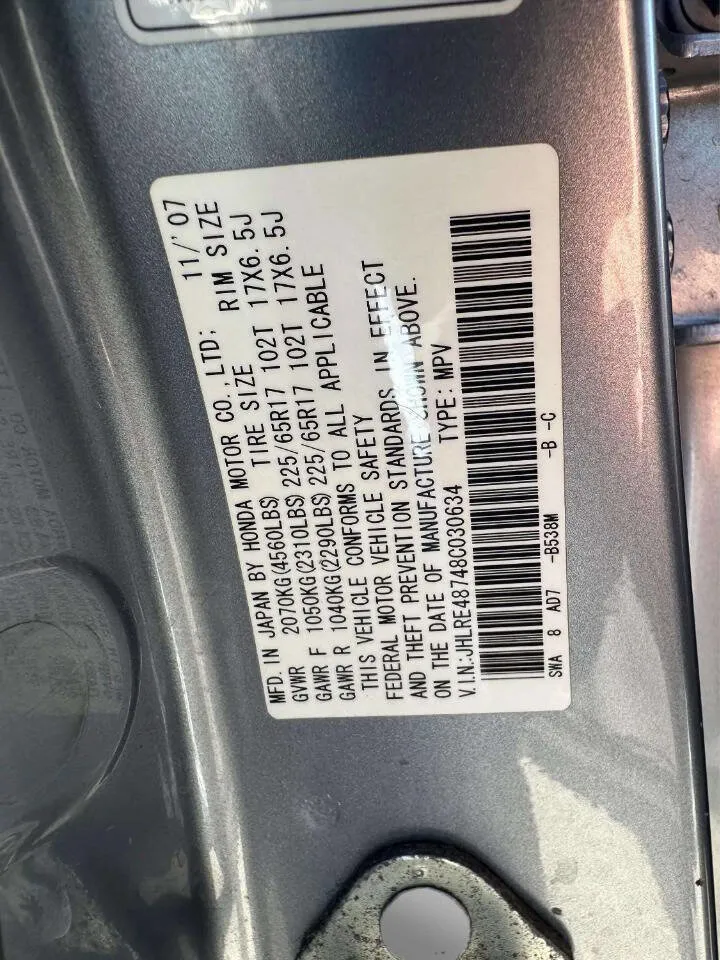 MFD. IN JAPAN BY HONDA MOTOR CO., LTD; 11/'07
GVWR 2070KG(4560LBS) TIRE SIZE RIM SIZE
GAWR F 1050KG(2310LBS) 225/65R17 102T 17X6. 5J
GAWR R 1040KG(2290LBS) 225/65R17 102T 17X6. 5J
THIS VEHICLE CONFORMS TO ALL APPLICABLE
FEDERAL MOTOR VEHICLE SAFETY
AND THEFT PREVENTION STANDARDS IN EFFECT
ON THE DATE OF MANUFACTURE SHOWN ABOVE.
V.I.N.:JHLRE48748C030634 TYPE: MPV
SWA 8 AD7 -B538M -B -C